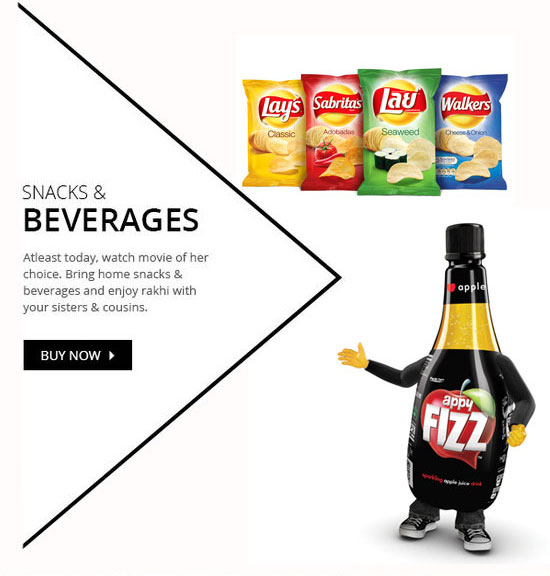 Lay's
Classic
Sabritas
Adobadas
Lay
Seaweed
Walkers
Cheese & Onion
SNACKS &
BEVERAGES
Atleast today, watch movie of her
choice. Bring home snacks &
beverages and enjoy rakhi with
your sisters & cousins.
BUY NOW
apple
appy
FIZZ
sparkling apple juice drink